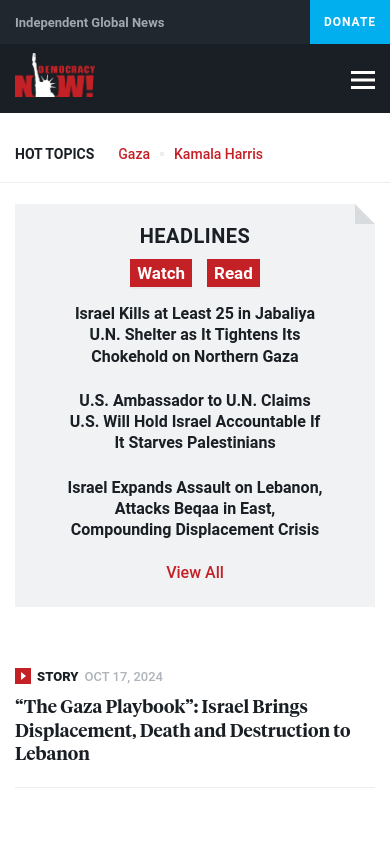 Independent Global News
DONATE
DEMOCRACY
NOW!
HOT TOPICS
Gaza
Kamala Harris
HEADLINES
Watch
Read
Israel Kills at Least 25 in Jabaliya
U.N. Shelter as It Tightens Its
Chokehold on Northern Gaza
U.S. Ambassador to U.N. Claims
U.S. Will Hold Israel Accountable If
It Starves Palestinians
Israel Expands Assault on Lebanon,
Attacks Beqaa in East,
Compounding Displacement Crisis
View All
STORY OCT 17, 2024
“The Gaza Playbook”: Israel Brings
Displacement, Death and Destruction to
Lebanon